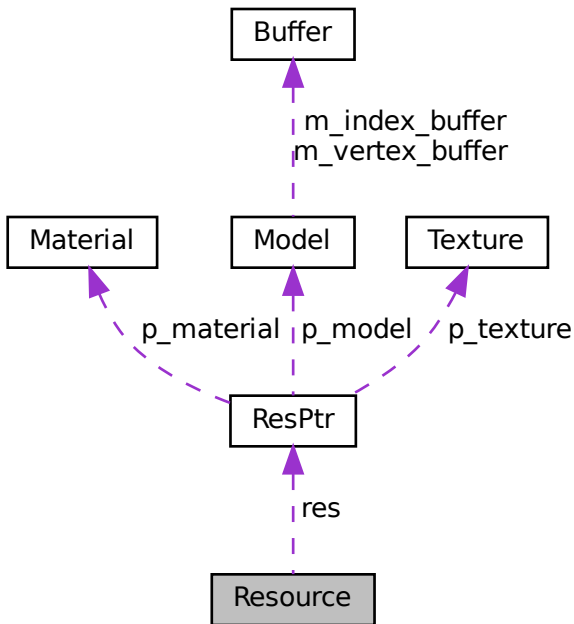 Buffer
m_index_buffer
m_vertex_buffer
Material
Model
Texture
p_material
p_model
p_texture
ResPtr
res
Resource